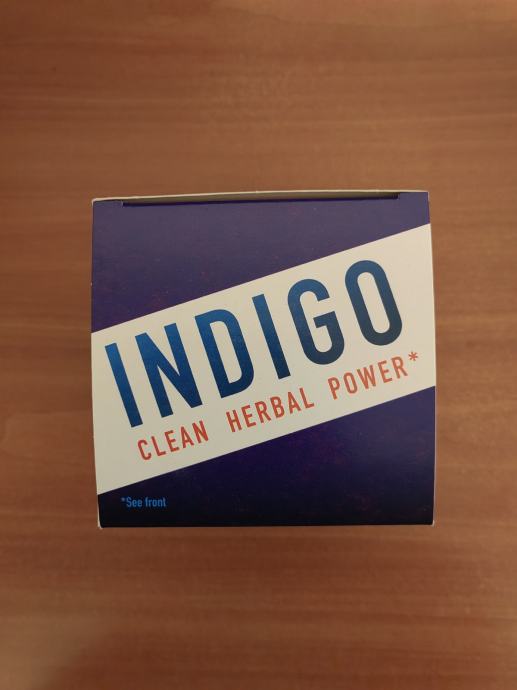 INDIGO
CLEAN HERBAL POWER*
*See front